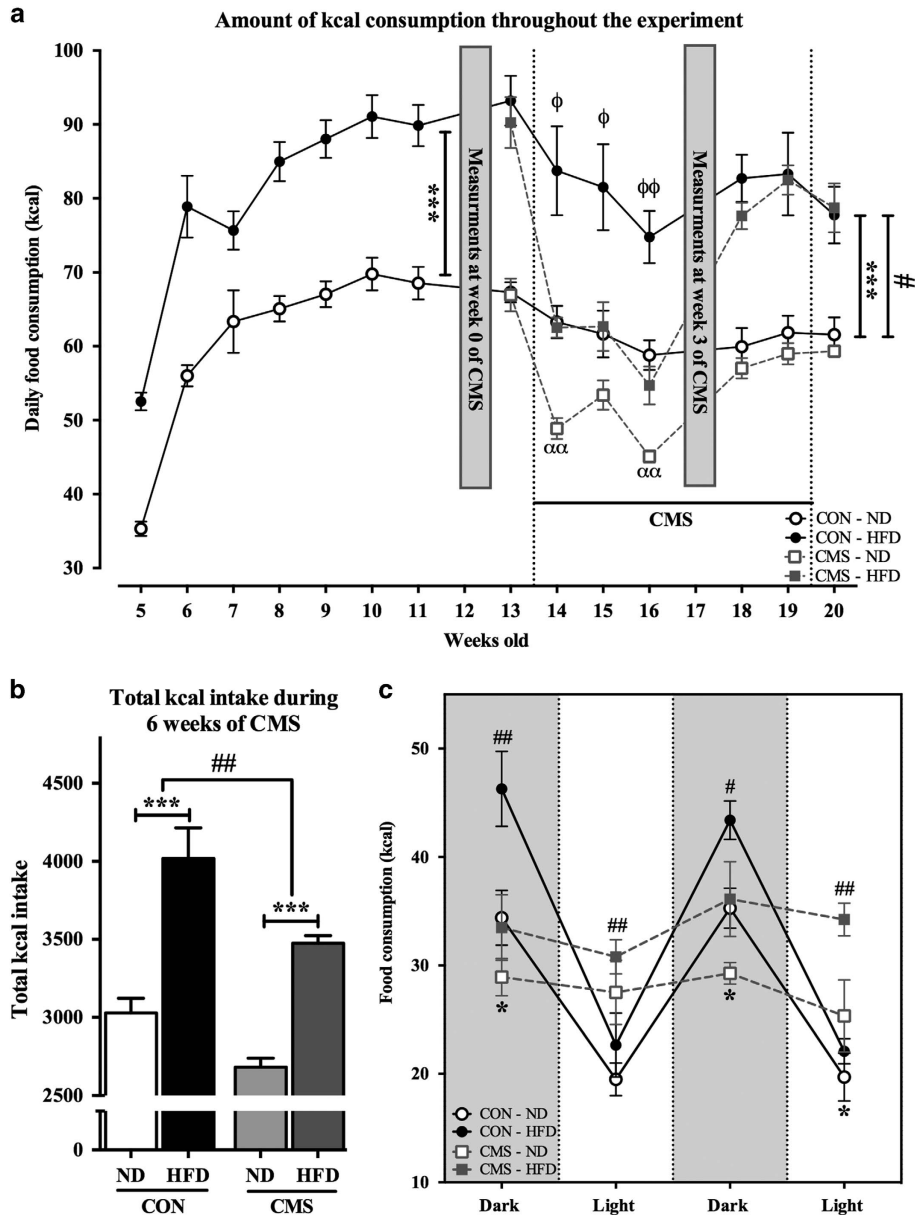 a
Amount of kcal consumption throughout the experiment
Daily food consumption (kcal)
100
90
80
70
60
50
40
30
***
Measurments at week 0 of CMS
ϕ
ϕ
ϕϕ
αα
αα
Measurments at week 3 of CMS
***
#
CMS
CON - ND
CON - HFD
CMS - ND
CMS - HFD
5 6 7 8 9 10 11 12 13 14 15 16 17 18 19 20
Weeks old
b
Total kcal intake during
6 weeks of CMS
Total kcal intake
4500
4000
3500
3000
2500
0
##
***
***
ND HFD ND HFD
CON CMS
c
Food consumption (kcal)
50
40
30
20
10
##
##
#
##
*
*
*
CON - ND
CON - HFD
CMS - ND
CMS - HFD
Dark Light Dark Light